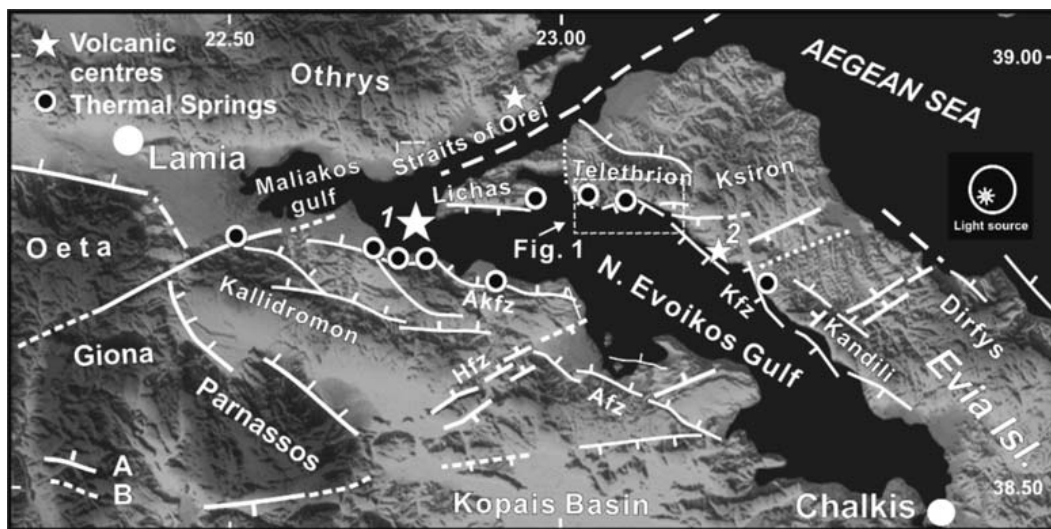 22.50
23.00
Volcanic
centres
Thermal Springs
Othrys
AEGEAN SEA
39.00
Lamia
Straits of Orei
Maliakos
gulf
Lichas
Telethrion
Ksiron
Light source
1
Fig. 1
2
Oeta
Kallidromon
Akfz
N. Evoikos Gulf
Kfz
Kandili
Dirfys
Evia Isl.
Giona
Parnassos
Hfz
Afz
A
B
Kopais Basin
Chalkis
38.50